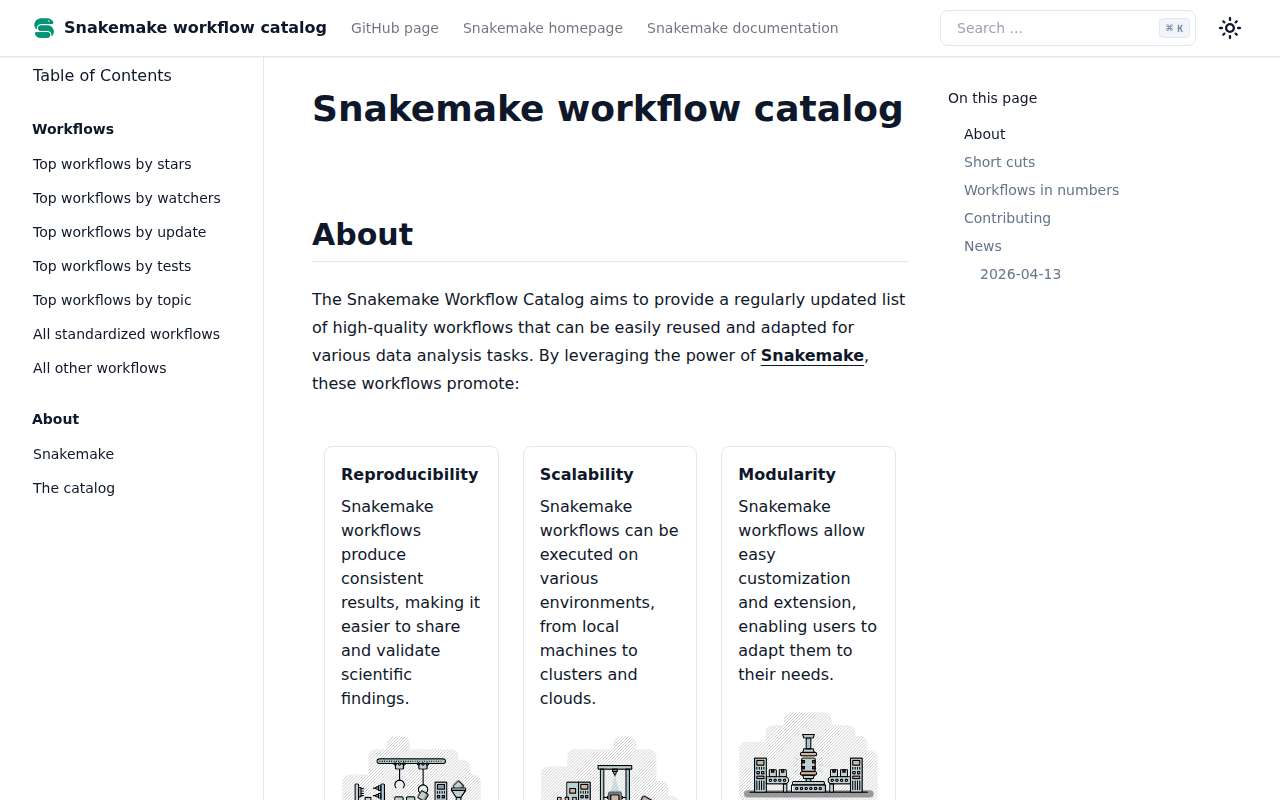 Snakemake workflow catalog
GitHub page
Snakemake homepage
Snakemake documentation
Search ...
⌘ K
Table of Contents
Workflows
Top workflows by stars
Top workflows by watchers
Top workflows by update
Top workflows by tests
Top workflows by topic
All standardized workflows
All other workflows
About
Snakemake
The catalog
Snakemake workflow catalog
About
The Snakemake Workflow Catalog aims to provide a regularly updated list
of high-quality workflows that can be easily reused and adapted for
various data analysis tasks. By leveraging the power of Snakemake,
these workflows promote:
Reproducibility
Snakemake
workflows
produce
consistent
results, making it
easier to share
and validate
scientific
findings.
Scalability
Snakemake
workflows can be
executed on
various
environments,
from local
machines to
clusters and
clouds.
Modularity
Snakemake
workflows allow
easy
customization
and extension,
enabling users to
adapt them to
their needs.
On this page
About
Short cuts
Workflows in numbers
Contributing
News
2026-04-13